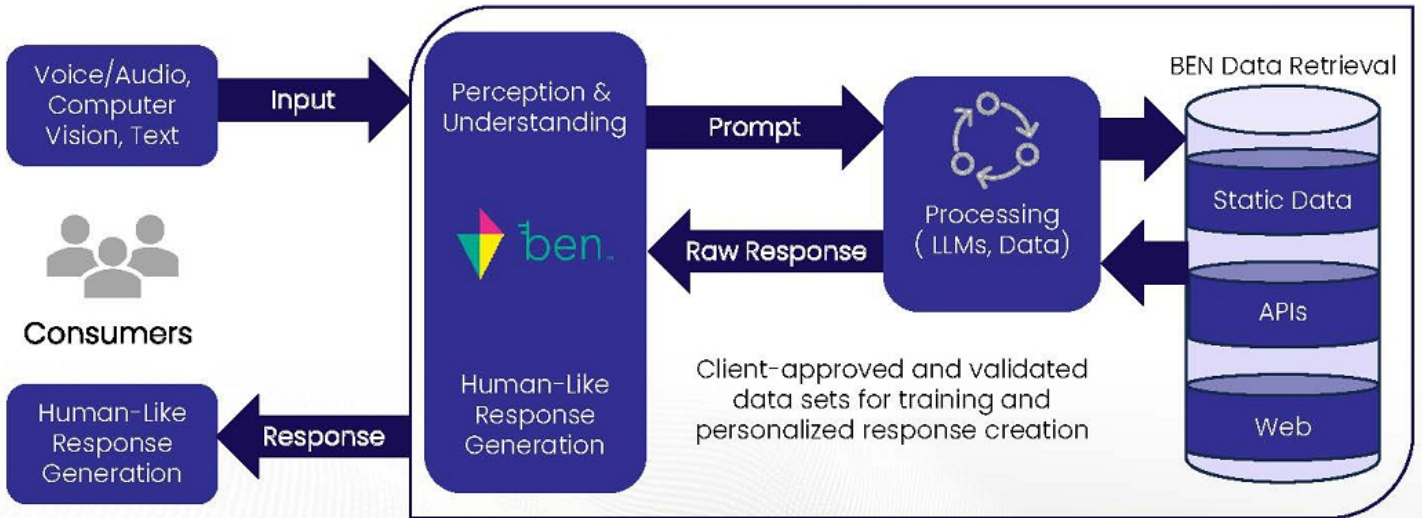 Voice/Audio,
Computer
Vision, Text
Input
Perception &
Understanding
Prompt
Processing
( LLMs, Data)
BEN Data Retrieval
Static Data
APIs
Web
Raw Response
ben
Consumers
Human-Like
Response
Generation
Client-approved and validated
data sets for training and
personalized response creation
Response
Human-Like
Response
Generation